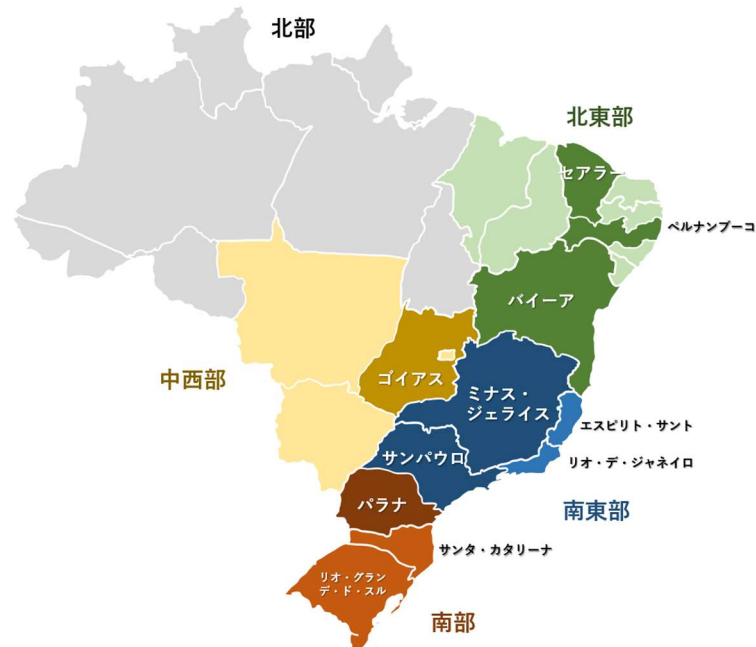 北部
北東部
セアラー
ペルナンブーコ
バイーア
中西部
ゴイアス
ミナス・
ジェライス
エスピリト・サント
サンパウロ
リオ・デ・ジャネイロ
パラナ
南東部
サンタ・カタリーナ
リオ・グラン
デ・ド・スル
南部